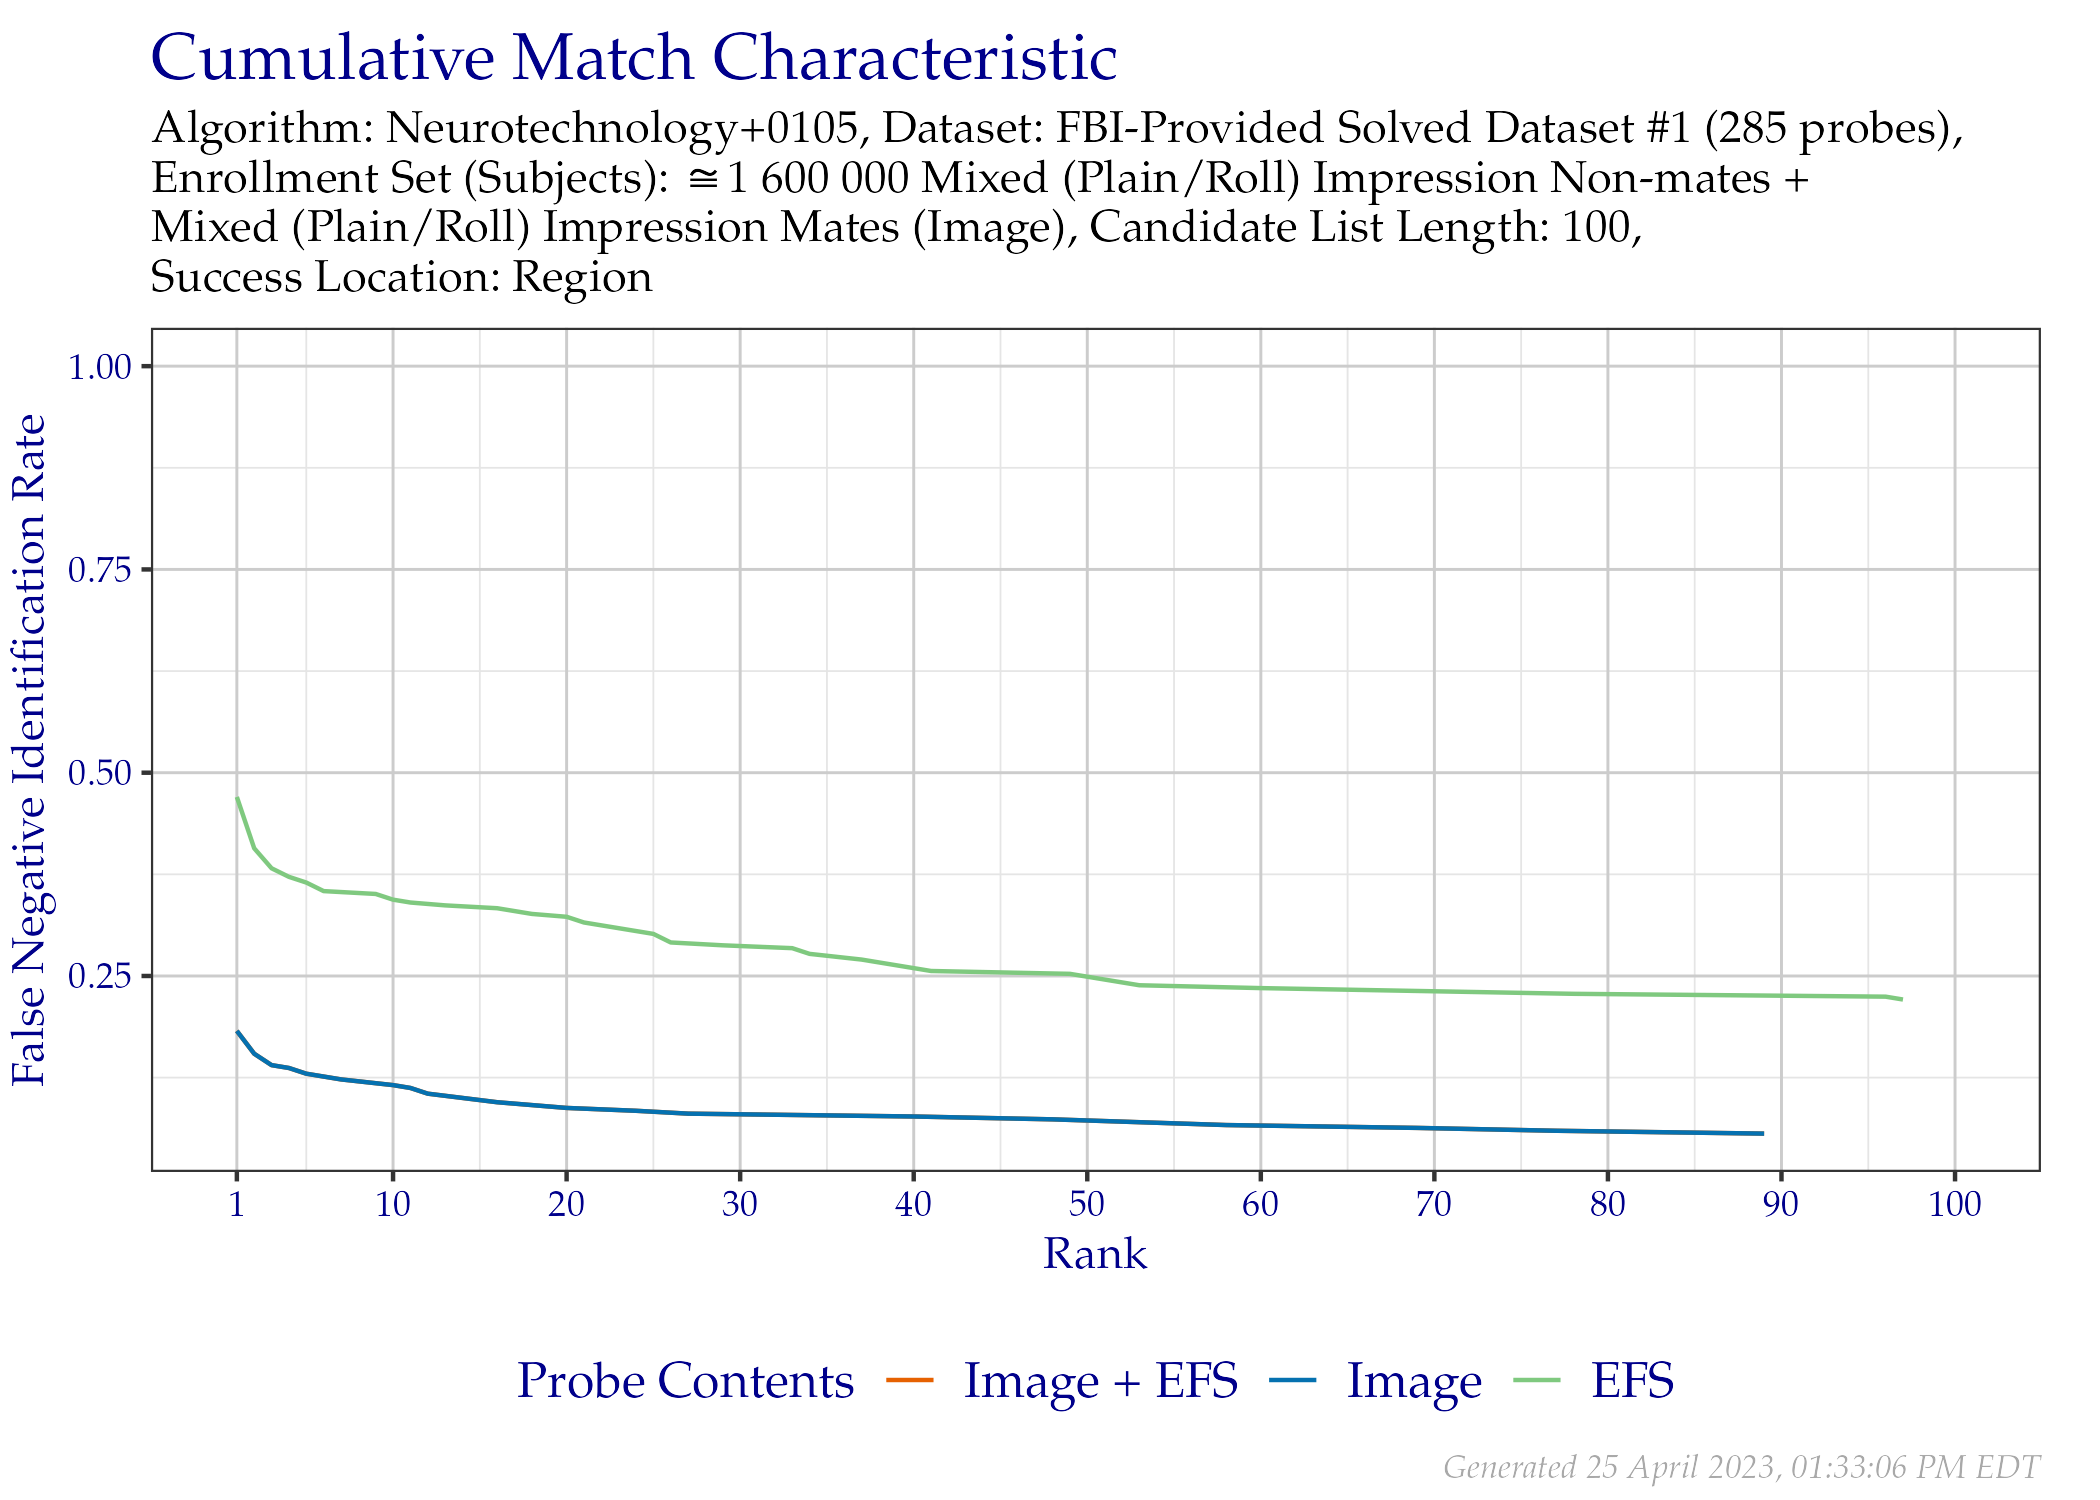 Cumulative Match Characteristic
Algorithm: Neurotechnology+0105, Dataset: FBI-Provided Solved Dataset #1 (285 probes),
Enrollment Set (Subjects): ≅ 1 600 000 Mixed (Plain/Roll) Impression Non-mates +
Mixed (Plain/Roll) Impression Mates (Image), Candidate List Length: 100,
Success Location: Region
False Negative Identification Rate
1.00
0.75
0.50
0.25
1 10 20 30 40 50 60 70 80 90 100
Rank
Probe Contents Image + EFS Image EFS
Generated 25 April 2023, 01:33:06 PM EDT